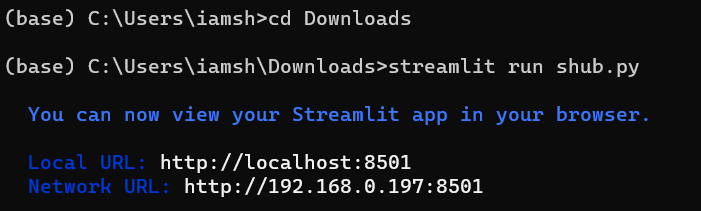 (base) C:\Users\iamsh>cd Downloads
(base) C:\Users\iamsh\Downloads>streamlit run shub.py
You can now view your Streamlit app in your browser.
Local URL: http://localhost:8501
Network URL: http://192.168.0.197:8501